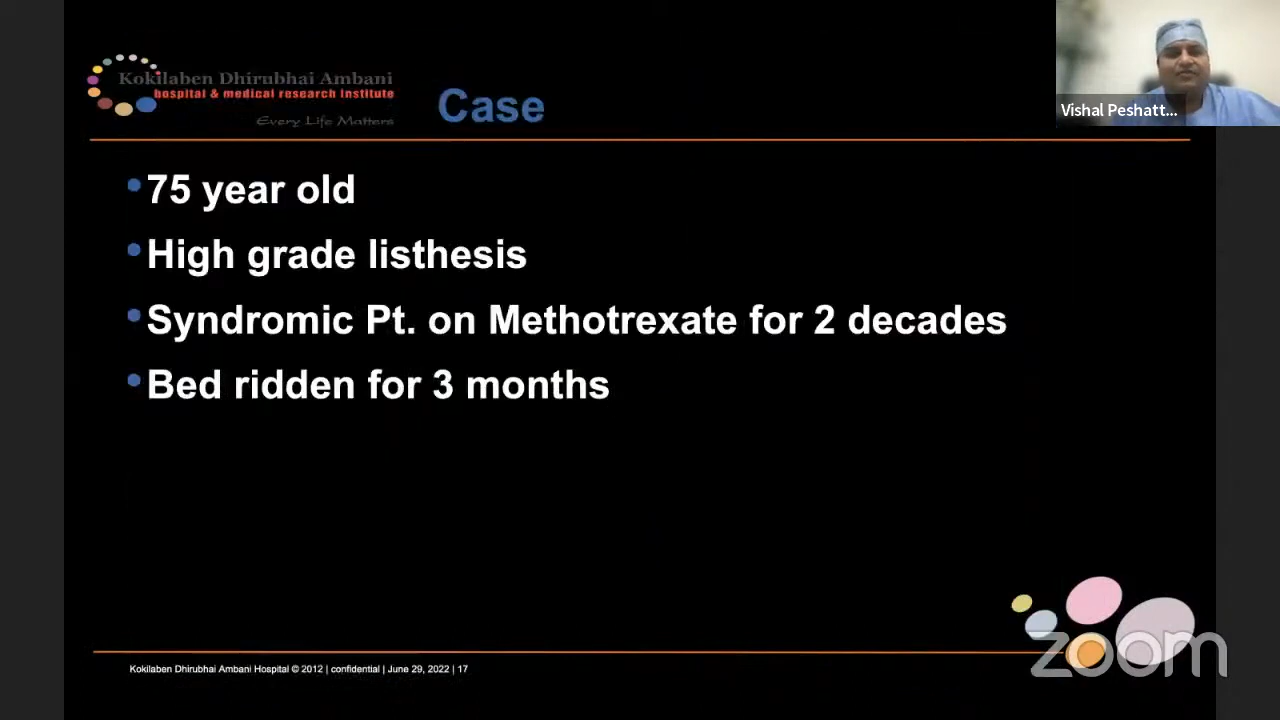 Kokilaben Dhirubhai Ambani
hospital & medical research institute
Every Life Matters
Case
Vishal Peshatt...
•75 year old
•High grade listhesis
•Syndromic Pt. on Methotrexate for 2 decades
•Bed ridden for 3 months
zoom
Kokilaben Dhirubhai Ambani Hospital © 2012 | confidential | June 29, 2022 | 17